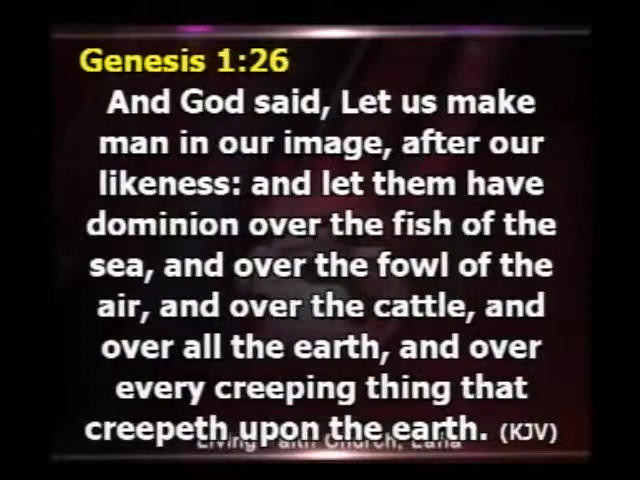 Genesis 1:26
And God said, Let us make
man in our image, after our
likeness: and let them have
dominion over the fish of the
sea, and over the fowl of the
air, and over the cattle, and
over all the earth, and over
every creeping thing that
creepeth upon the earth. (KJV)
Living Faith Church,